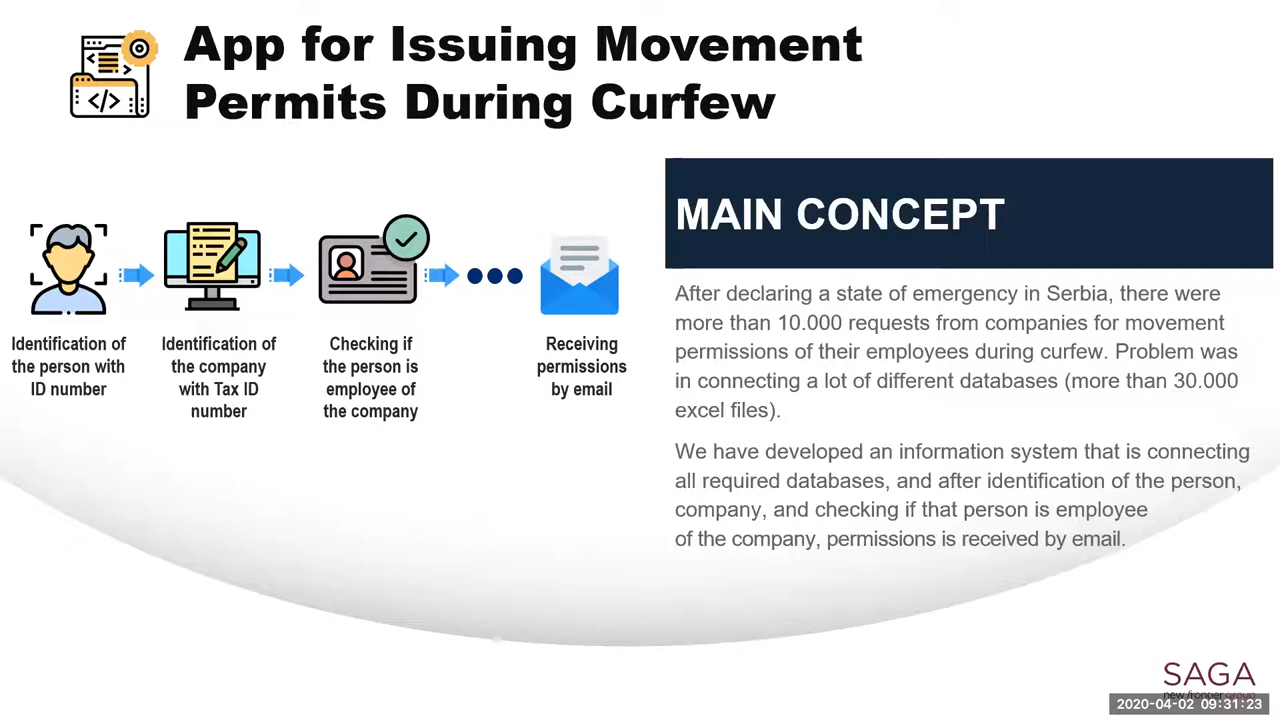 App for Issuing Movement
Permits During Curfew
Identification of
the person with
ID number
Identification of
the company
with Tax ID
number
Checking if
the person is
employee of
the company
Receiving
permissions
by email
MAIN CONCEPT
After declaring a state of emergency in Serbia, there were
more than 10.000 requests from companies for movement
permissions of their employees during curfew. Problem was
in connecting a lot of different databases (more than 30.000
excel files).
We have developed an information system that is connecting
all required databases, and after identification of the person,
company, and checking if that person is employee
of the company, permissions is received by email.
SAGA
new frontier group
2020-04-02 09:31:23